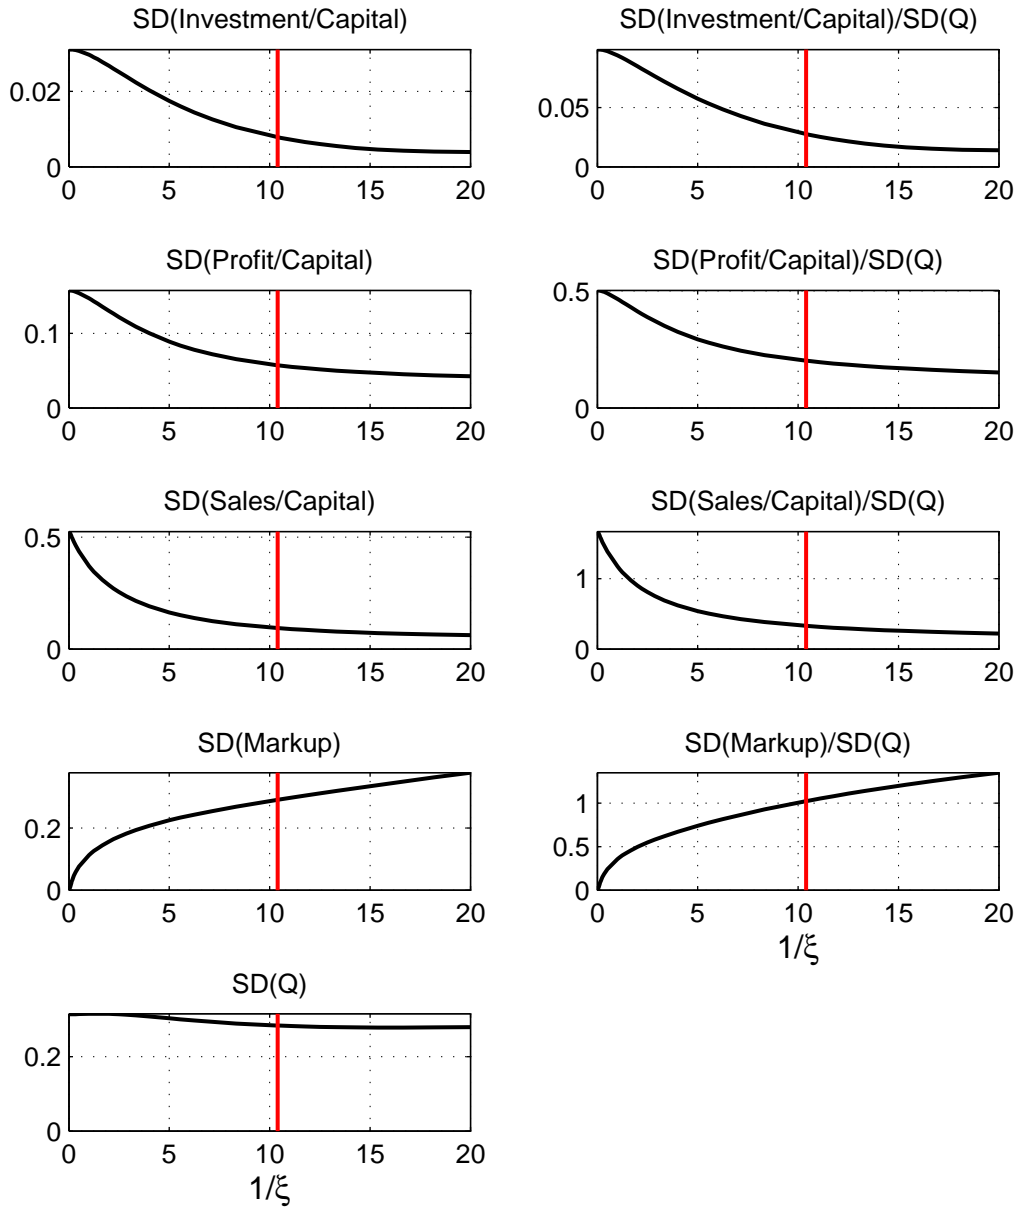 SD(Investment/Capital)
0.02
0
0 5 10 15 20
SD(Investment/Capital)/SD(Q)
0.05
0
0 5 10 15 20
SD(Profit/Capital)
0.1
0
0 5 10 15 20
SD(Profit/Capital)/SD(Q)
0.5
0
0 5 10 15 20
SD(Sales/Capital)
0.5
0
0 5 10 15 20
SD(Sales/Capital)/SD(Q)
1
0
0 5 10 15 20
SD(Markup)
0.2
0
0 5 10 15 20
SD(Markup)/SD(Q)
1
0.5
0
0 5 10 15 20
1/ξ
SD(Q)
0.2
0
0 5 10 15 20
1/ξ